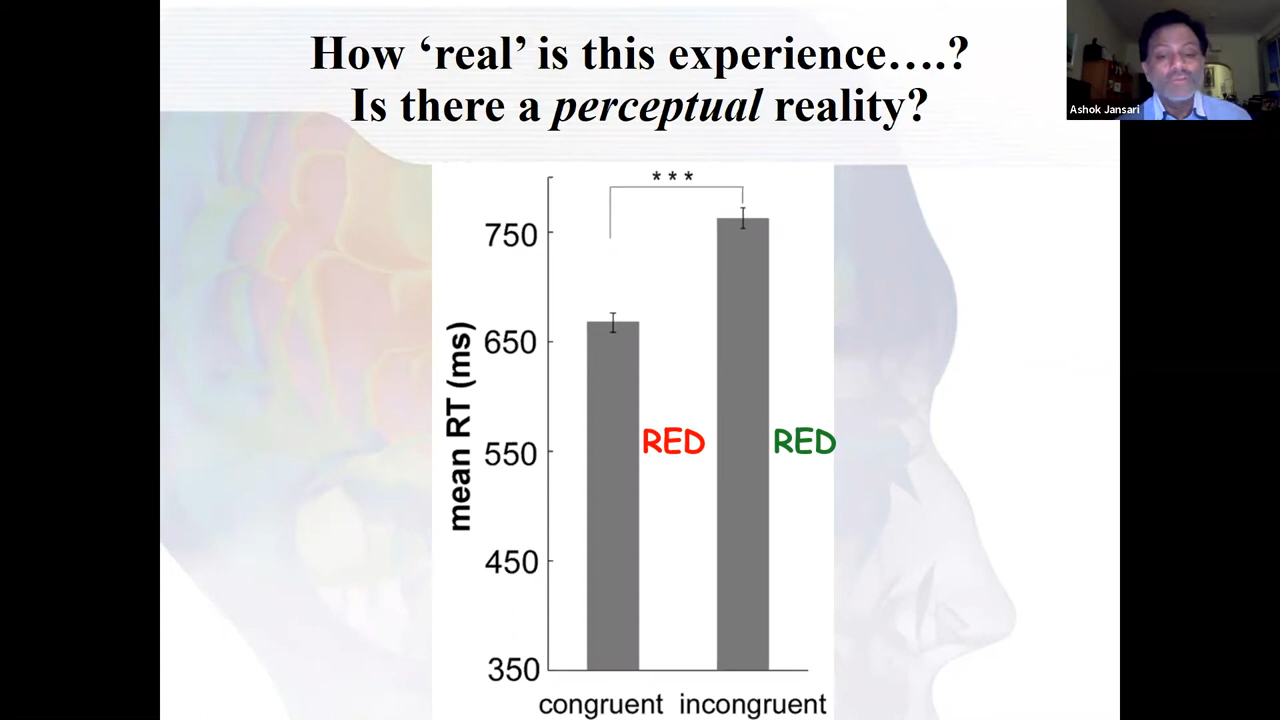 How ‘real’ is this experience….?
Is there a perceptual reality?
Ashok Jansari
***
750
650
550
450
350
mean RT (ms)
RED
RED
congruent
incongruent